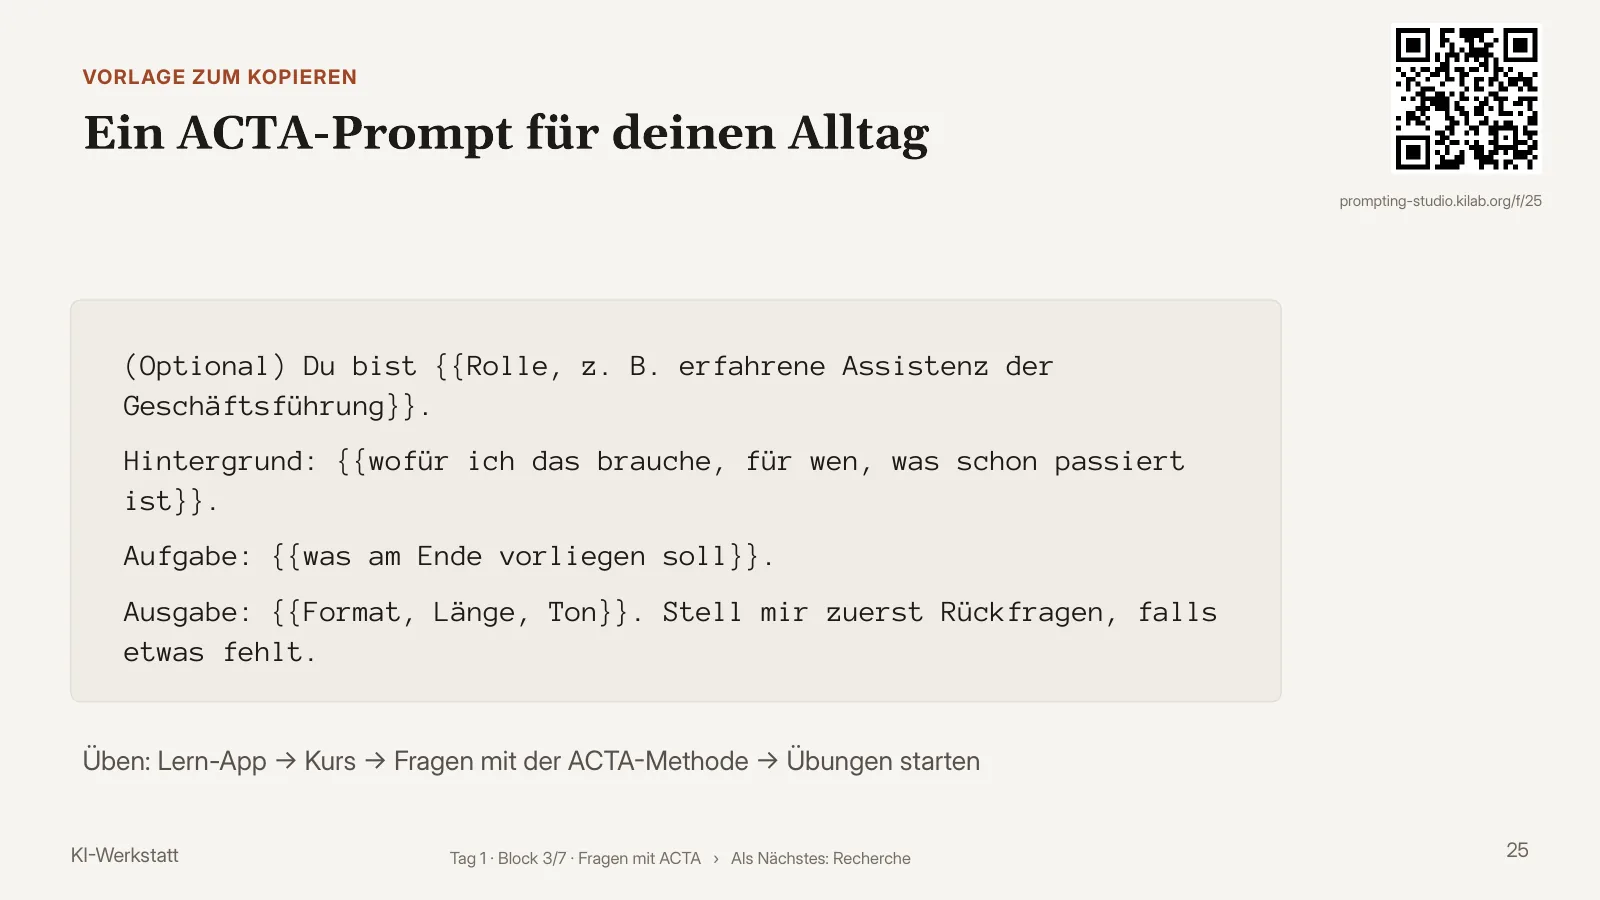 VORLAGE ZUM KOPIEREN
Ein ACTA-Prompt für deinen Alltag
prompting-studio.kilab.org/f/25
(Optional) Du bist {{Rolle, z. B. erfahrene Assistenz der
Geschäftsführung}}.
Hintergrund: {{wofür ich das brauche, für wen, was schon passiert
ist}}.
Aufgabe: {{was am Ende vorliegen soll}}.
Ausgabe: {{Format, Länge, Ton}}. Stell mir zuerst Rückfragen, falls
etwas fehlt.
Üben: Lern-App → Kurs → Fragen mit der ACTA-Methode → Übungen starten
KI-Werkstatt
Tag 1 · Block 3/7 · Fragen mit ACTA › Als Nächstes: Recherche
25